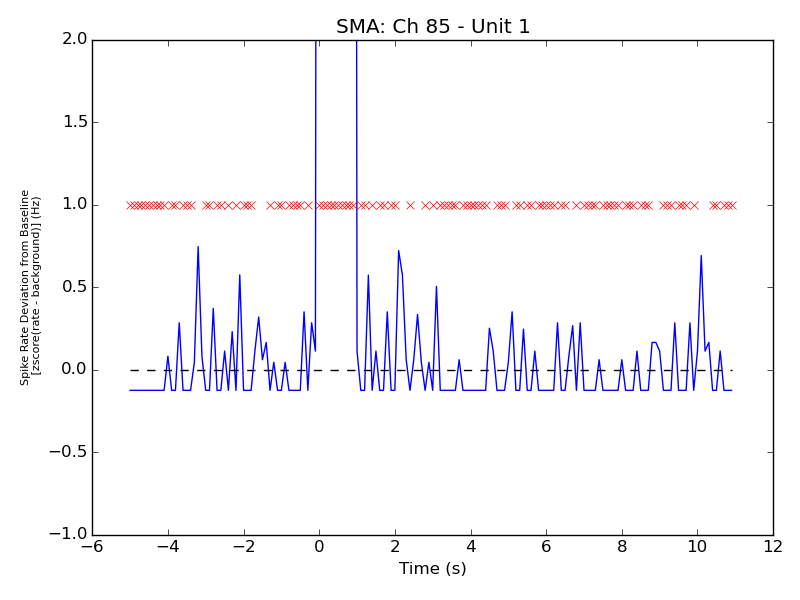 SMA: Ch 85 - Unit 1
Spike Rate Deviation from Baseline
[zscore(rate - background)] (Hz)
2.0
1.5
1.0
0.5
0.0
−0.5
−1.0
−6 −4 −2 0 2 4 6 8 10 12
Time (s)